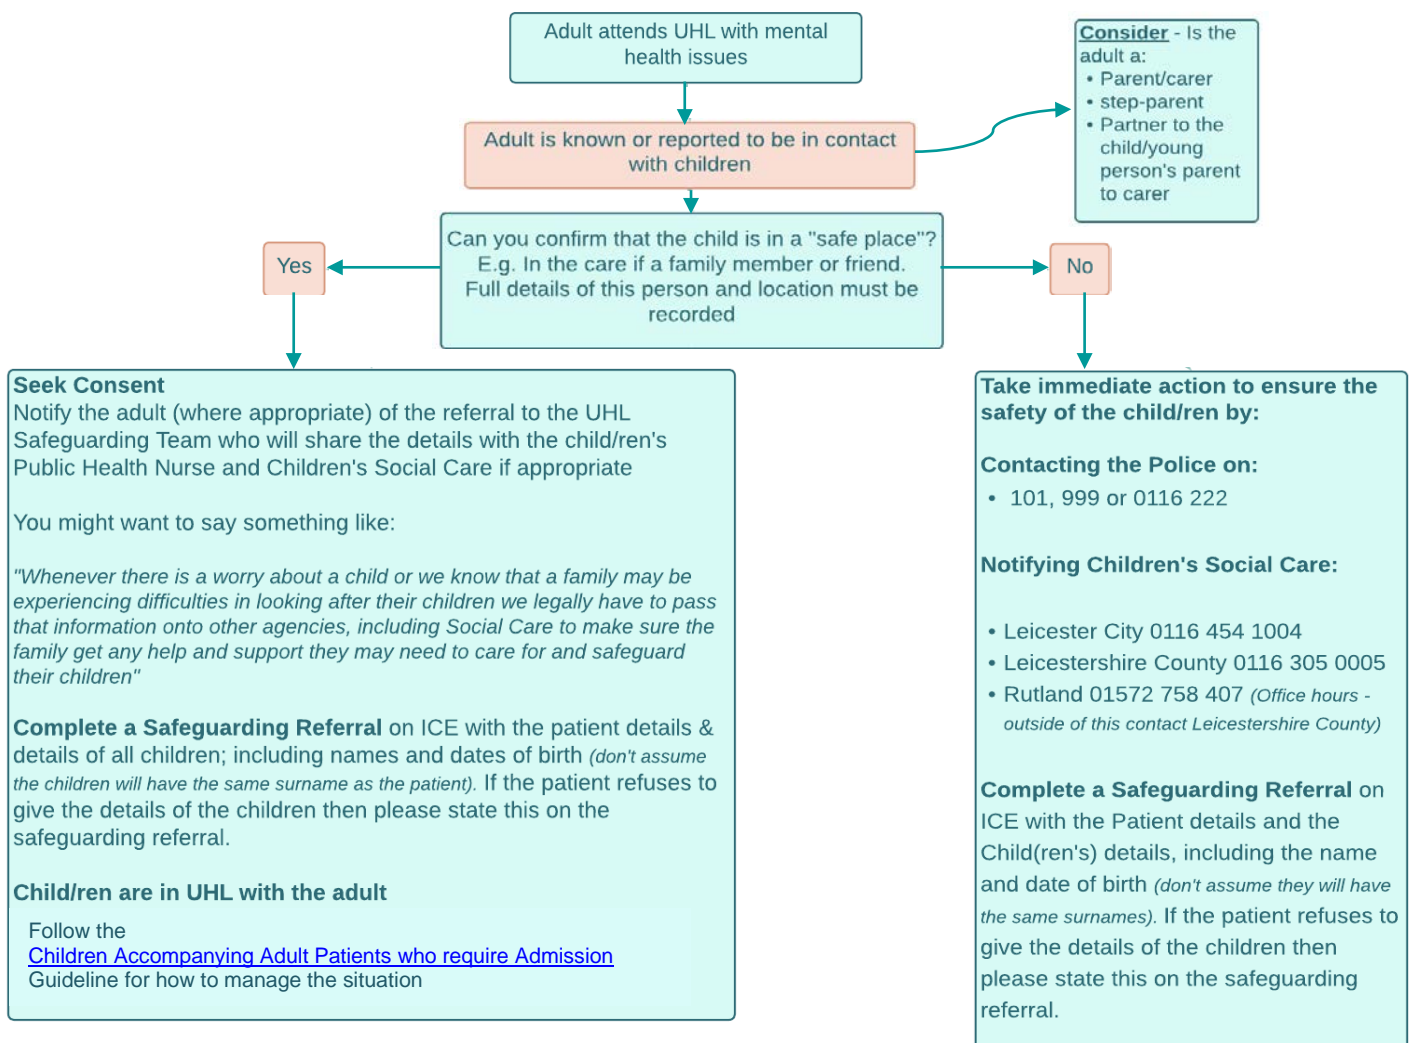 Adult attends UHL with mental
health issues
Consider - Is the
adult a:
• Parent/carer
• step-parent
• Partner to the
child/young
person's parent
to carer
Adult is known or reported to be in contact
with children
Can you confirm that the child is in a "safe place"?
E.g. In the care if a family member or friend.
Full details of this person and location must be
recorded
Yes
No
Seek Consent
Notify the adult (where appropriate) of the referral to the UHL
Safeguarding Team who will share the details with the child/ren's
Public Health Nurse and Children's Social Care if appropriate
You might want to say something like:
"Whenever there is a worry about a child or we know that a family may be
experiencing difficulties in looking after their children we legally have to pass
that information onto other agencies, including Social Care to make sure the
family get any help and support they may need to care for and safeguard
their children"
Complete a Safeguarding Referral on ICE with the patient details &
details of all children; including names and dates of birth (don't assume
the children will have the same surname as the patient). If the patient refuses to
give the details of the children then please state this on the
safeguarding referral.
Child/ren are in UHL with the adult
Follow the
Children Accompanying Adult Patients who require Admission
Guideline for how to manage the situation
Take immediate action to ensure the
safety of the child/ren by:
Contacting the Police on:
• 101, 999 or 0116 222
Notifying Children's Social Care:
• Leicester City 0116 454 1004
• Leicestershire County 0116 305 0005
• Rutland 01572 758 407 (Office hours -
outside of this contact Leicestershire County)
Complete a Safeguarding Referral on
ICE with the Patient details and the
Child(ren's) details, including the name
and date of birth (don't assume they will have
the same surnames). If the patient refuses to
give the details of the children then
please state this on the safeguarding
referral.